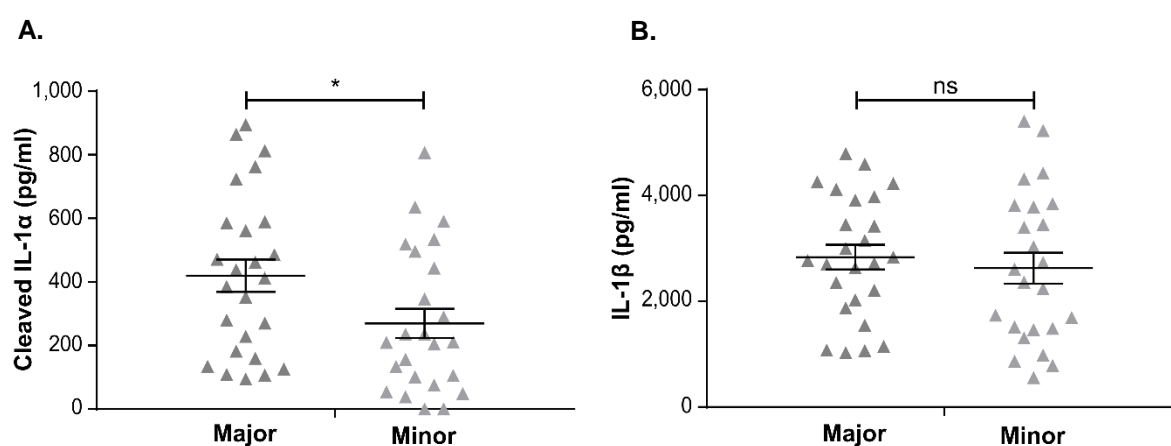 A.
Cleaved IL-1α (pg/ml)
1,000
800
600
400
200
0
*
Major
Minor
B.
IL-1β (pg/ml)
6,000
4,000
2,000
0
ns
Major
Minor